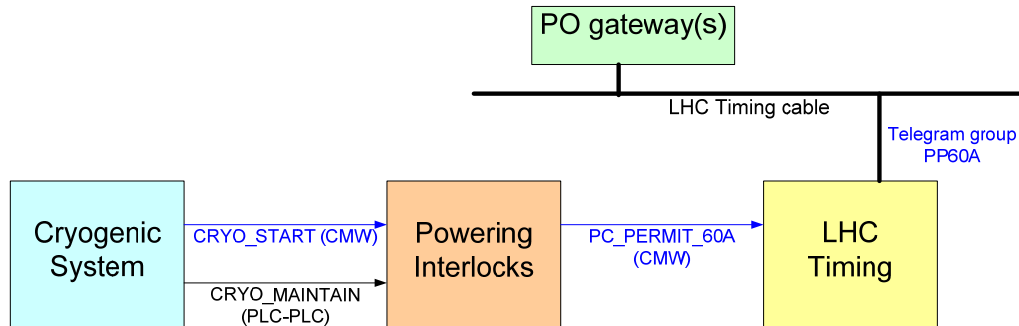 PO gateway(s)
LHC Timing cable
Telegram group
PP60A
Cryogenic
System
CRYO_START (CMW)
CRYO_MAINTAIN
(PLC-PLC)
Powering
Interlocks
PC_PERMIT_60A
(CMW)
LHC
Timing